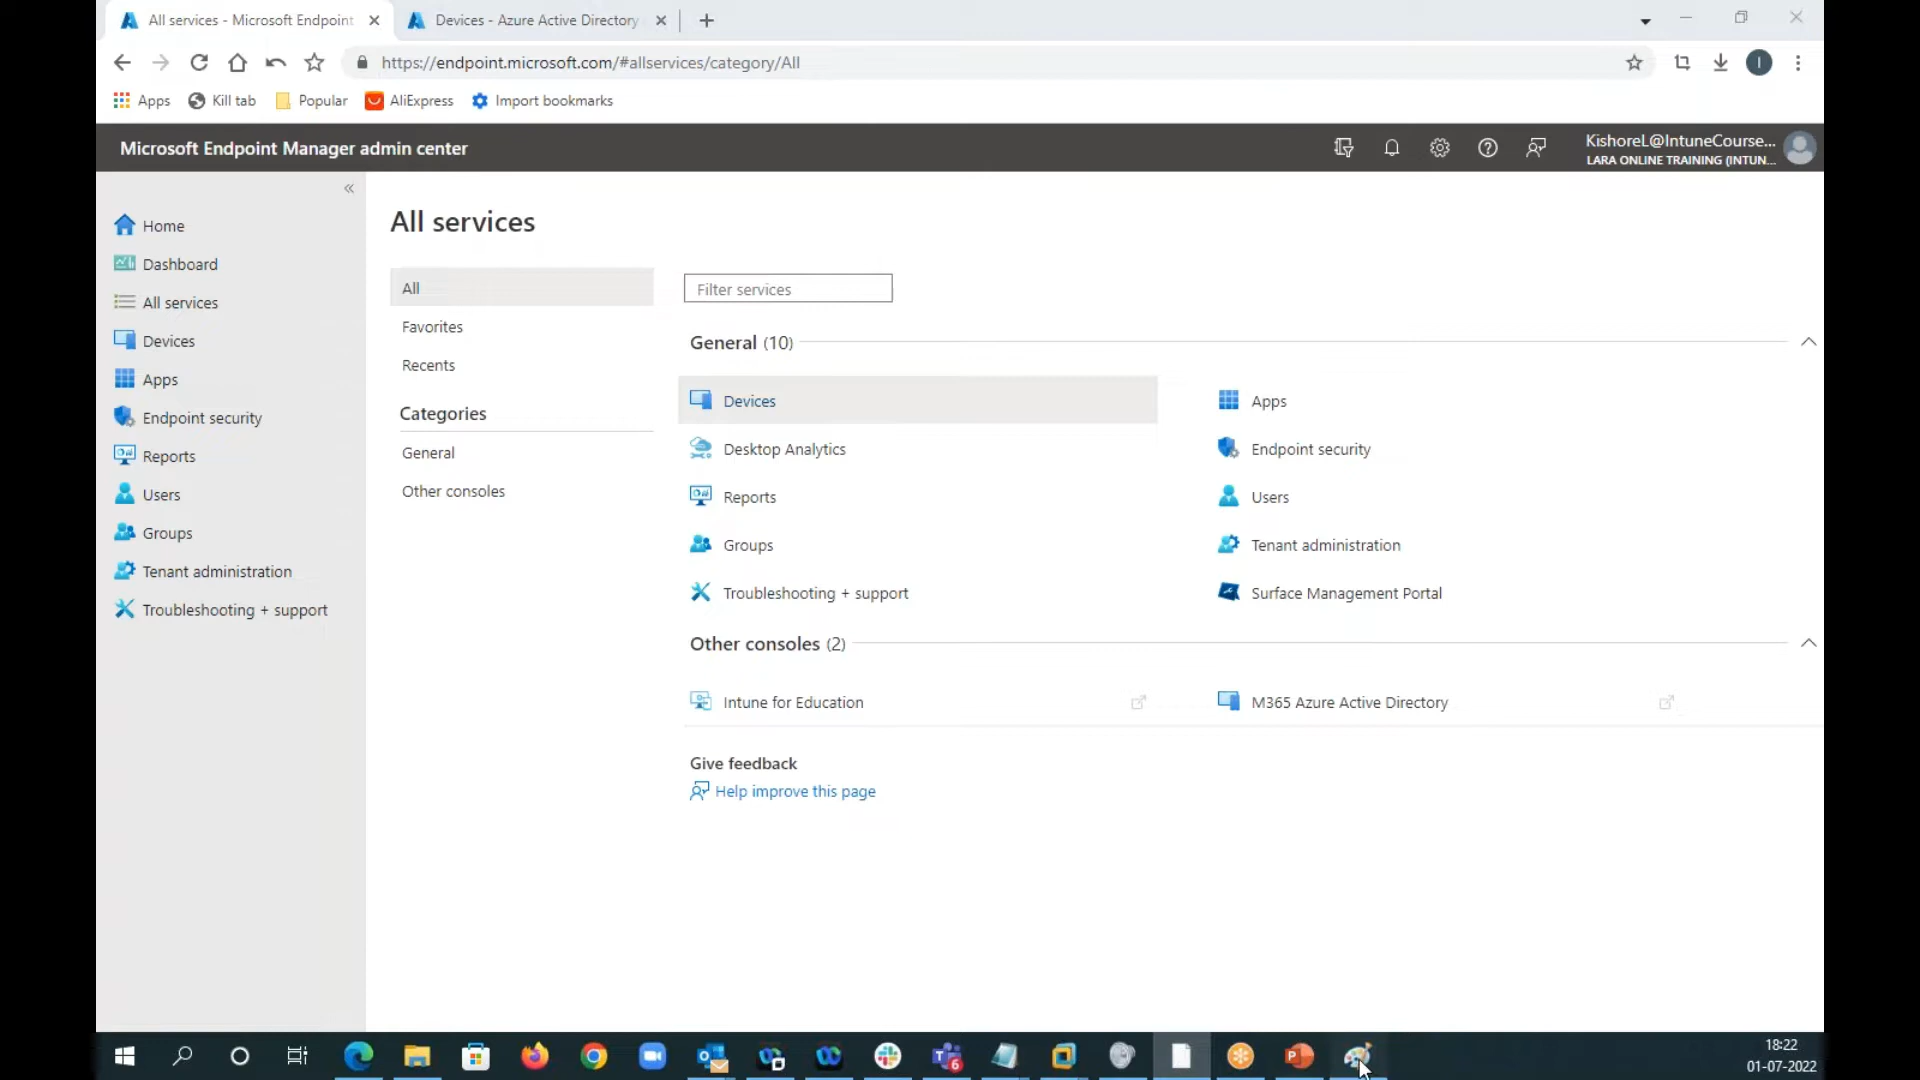 All services - Microsoft Endpoint
Devices - Azure Active Directory
https://endpoint.microsoft.com/#allservices/category/All
I
Apps
Kill tab
Popular
AliExpress
Import bookmarks
Microsoft Endpoint Manager admin center
KishoreL@IntuneCourse...
LARA ONLINE TRAINING (INTUN...
Home
Dashboard
All services
Devices
Apps
Endpoint security
Reports
Users
Groups
Tenant administration
Troubleshooting + support
All services
All
Favorites
Recents
Categories
General
Other consoles
Filter services
General (10)
Devices
Apps
Desktop Analytics
Endpoint security
Reports
Users
Groups
Tenant administration
Troubleshooting + support
Surface Management Portal
Other consoles (2)
Intune for Education
M365 Azure Active Directory
Give feedback
Help improve this page
6
18:22
01-07-2022